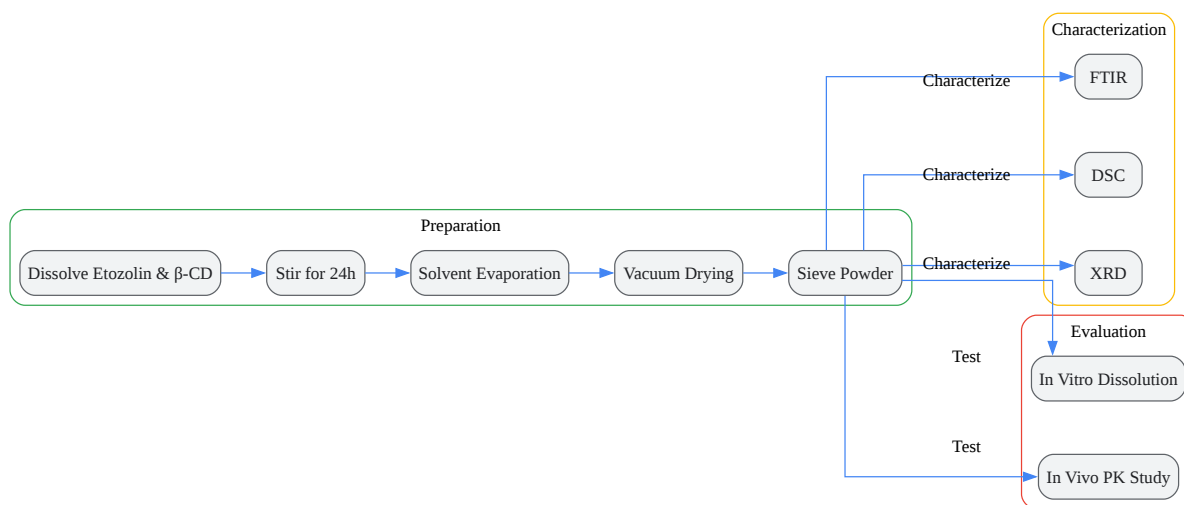 Characterization
Characterize
FTIR
Characterize
DSC
Preparation
Dissolve Etozolin & β-CD
Stir for 24h
Solvent Evaporation
Vacuum Drying
Sieve Powder
Characterize
XRD
Evaluation
Test
In Vitro Dissolution
Test
In Vivo PK Study